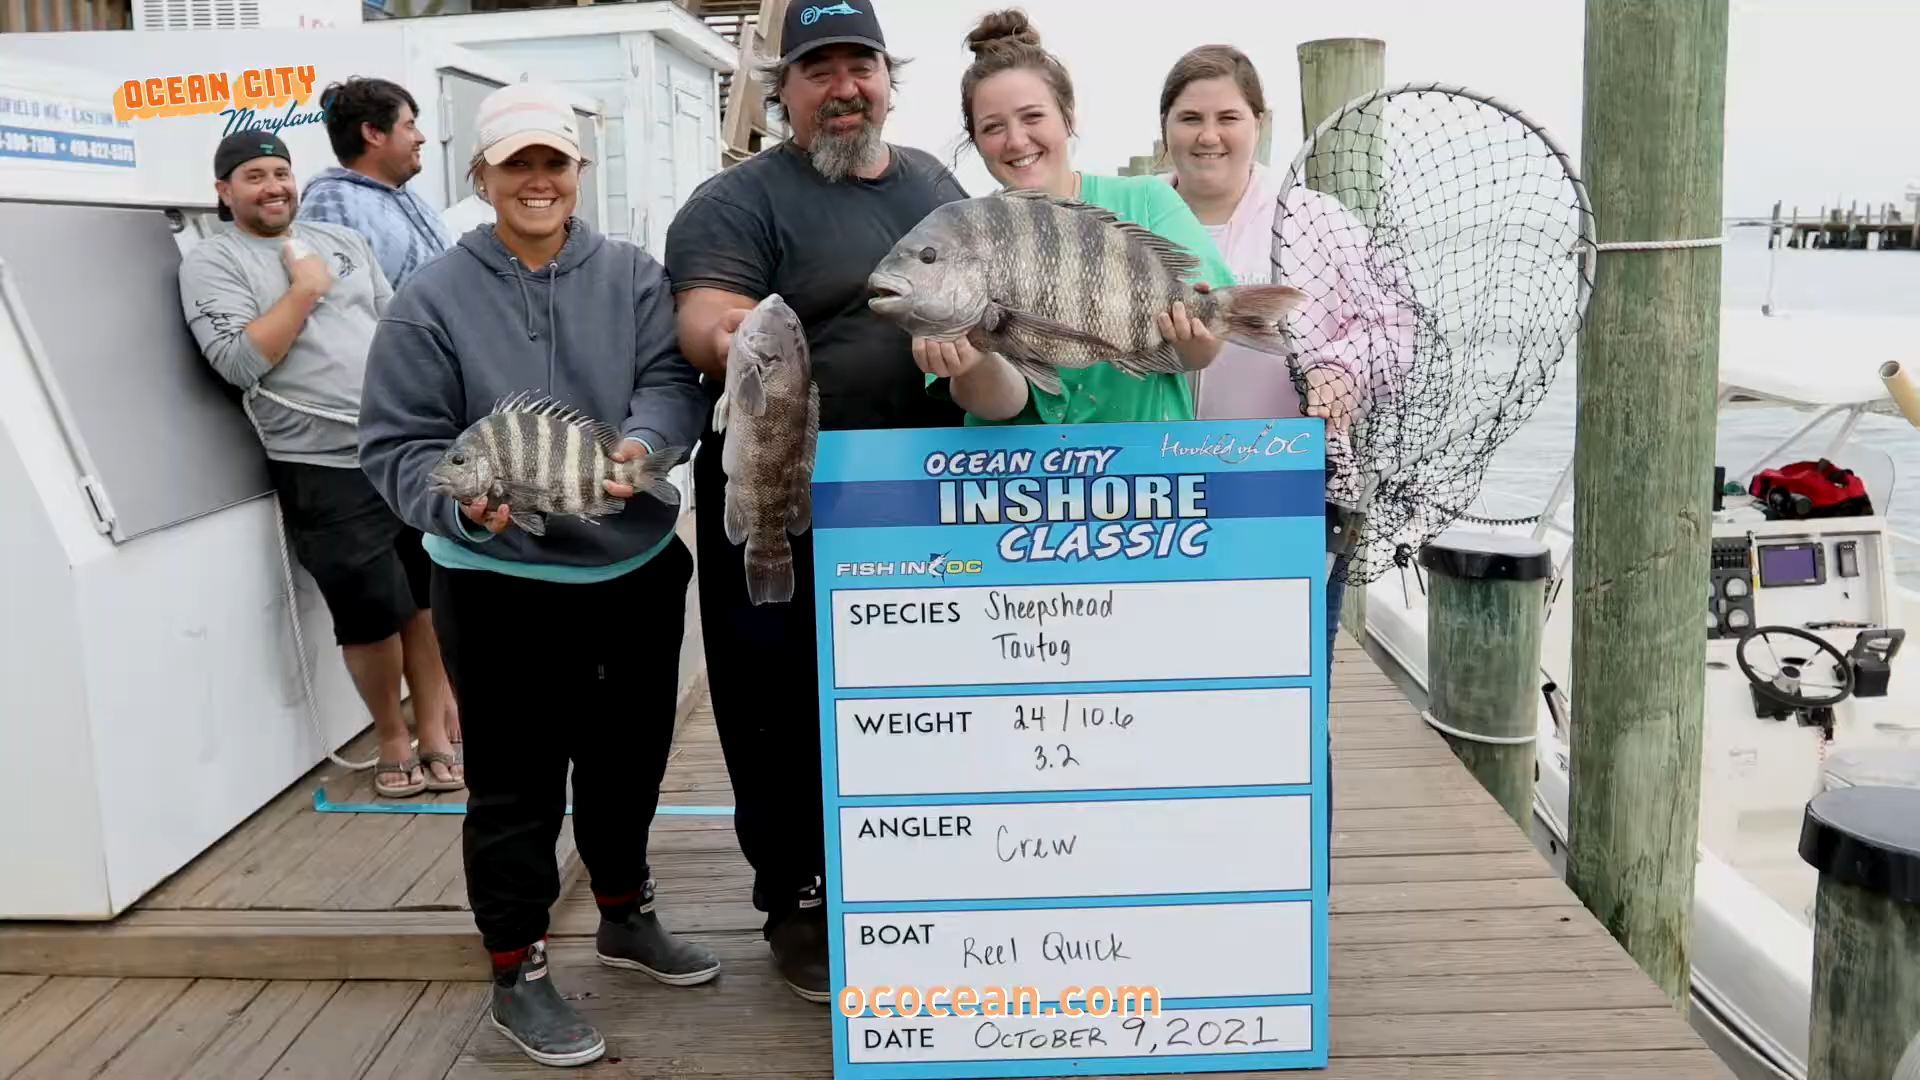 OCEAN CITY
Maryland
Hooked on OC
OCEAN CITY
INSHORE
CLASSIC
FISH IN OC
SPECIES Sheepshead
Tautog
WEIGHT 24 / 10.6
3.2
ANGLER Crew
BOAT Reel Quick
ococean.com
DATE OCTOBER 9, 2021